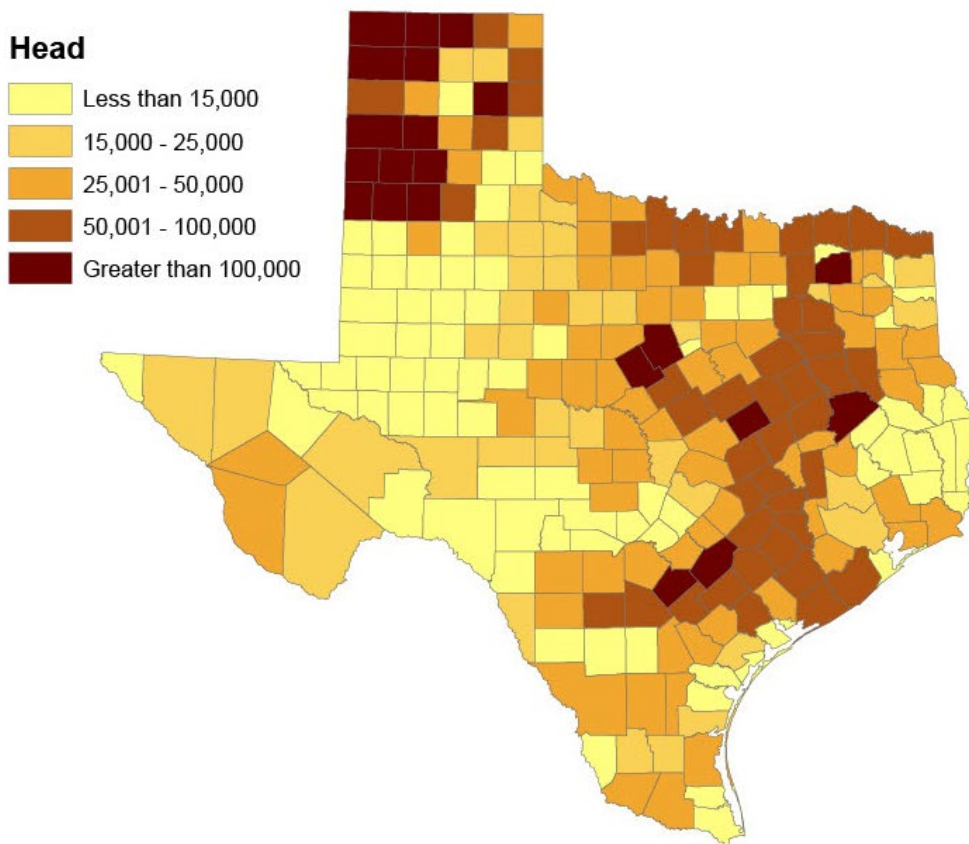 Head
Less than 15,000
15,000 - 25,000
25,001 - 50,000
50,001 - 100,000
Greater than 100,000